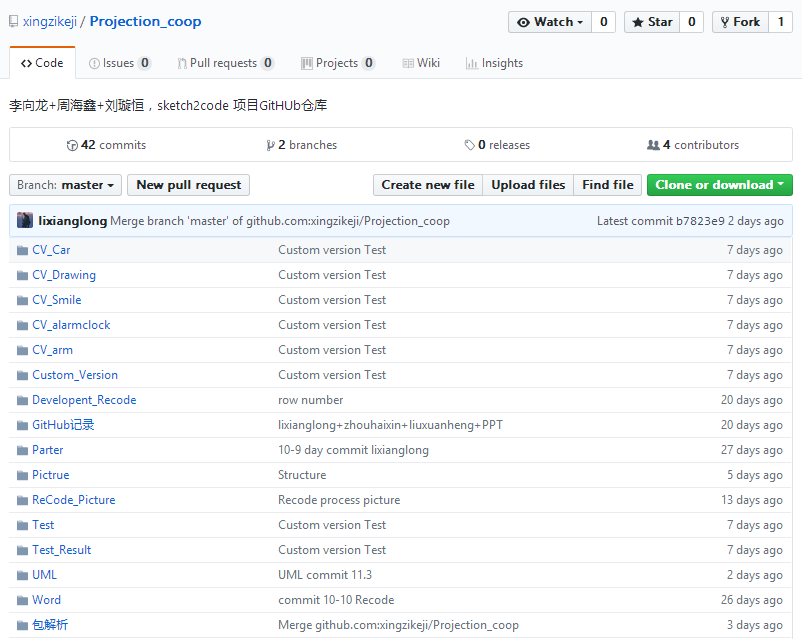 xingzikeji / Projection_coop Watch 0 Star 0 Fork 1
Code Issues 0 Pull requests 0 Projects 0 Wiki Insights
李向龙+周海鑫+刘璇恒，sketch2code 项目GitHUb仓库
42 commits 2 branches 0 releases 4 contributors
Branch: master New pull request Create new file Upload files Find file Clone or download
lixianglong Merge branch 'master' of github.com:xingzikeji/Projection_coop Latest commit b7823e9 2 days ago
CV_Car Custom version Test 7 days ago
CV_Drawing Custom version Test 7 days ago
CV_Smile Custom version Test 7 days ago
CV_alarmclock Custom version Test 7 days ago
CV_arm Custom version Test 7 days ago
Custom_Version Custom version Test 7 days ago
Developent_Recode row number 20 days ago
GitHub记录 lixianglong+zhouhaixin+liuxuanheng+PPT 20 days ago
Parter 10-9 day commit lixianglong 27 days ago
Pictrue Structure 5 days ago
ReCode_Picture Recode process picture 13 days ago
Test Custom version Test 7 days ago
Test_Result Custom version Test 7 days ago
UML UML commit 11.3 2 days ago
Word commit 10-10 Recode 26 days ago
包解析 Merge github.com:xingzikeji/Projection_coop 3 days ago